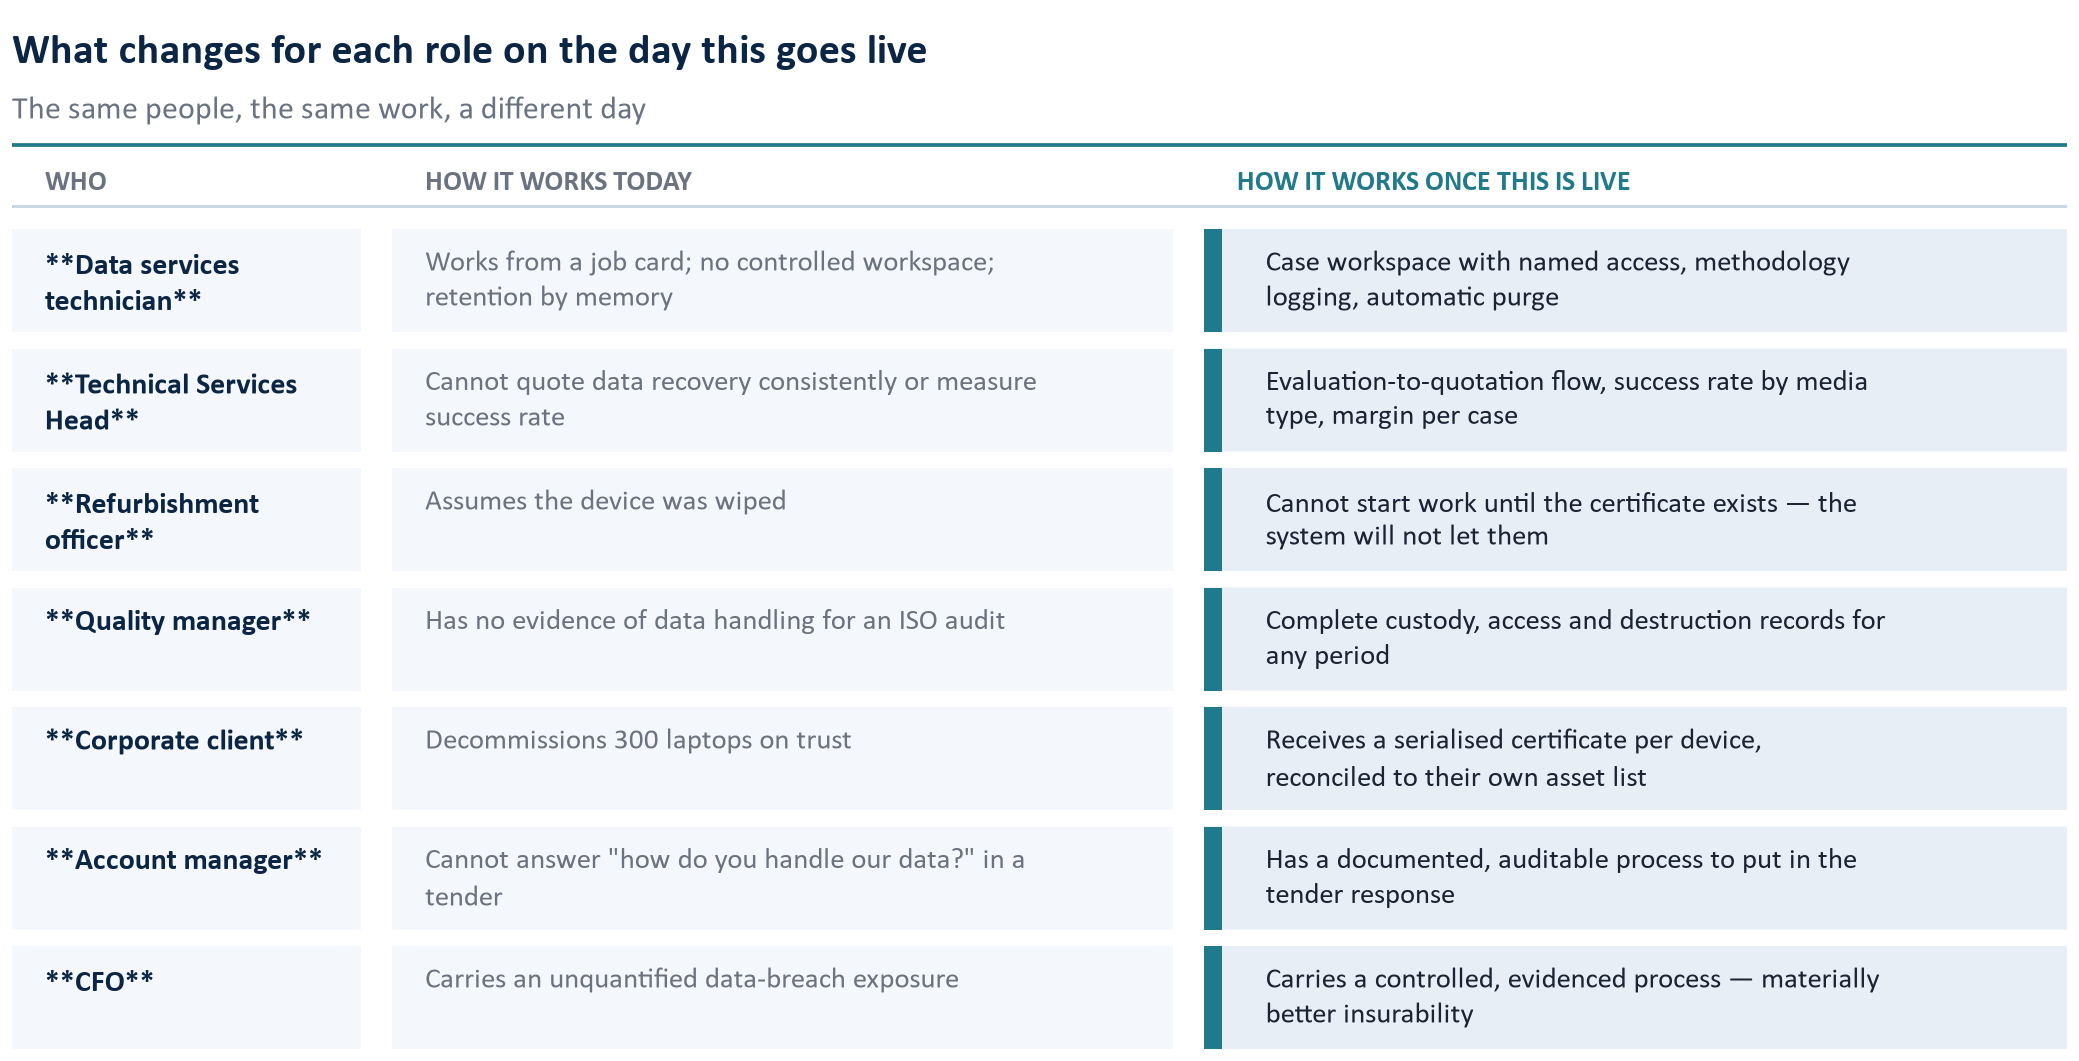 What changes for each role on the day this goes live
The same people, the same work, a different day
WHO
HOW IT WORKS TODAY
HOW IT WORKS ONCE THIS IS LIVE
**Data services
technician**
Works from a job card; no controlled workspace;
retention by memory
Case workspace with named access, methodology
logging, automatic purge
**Technical Services
Head**
Cannot quote data recovery consistently or measure
success rate
Evaluation-to-quotation flow, success rate by media
type, margin per case
**Refurbishment
officer**
Assumes the device was wiped
Cannot start work until the certificate exists — the
system will not let them
**Quality manager**
Has no evidence of data handling for an ISO audit
Complete custody, access and destruction records for
any period
**Corporate client**
Decommissions 300 laptops on trust
Receives a serialised certificate per device,
reconciled to their own asset list
**Account manager**
Cannot answer "how do you handle our data?" in a
tender
Has a documented, auditable process to put in the
tender response
**CFO**
Carries an unquantified data-breach exposure
Carries a controlled, evidenced process — materially
better insurability